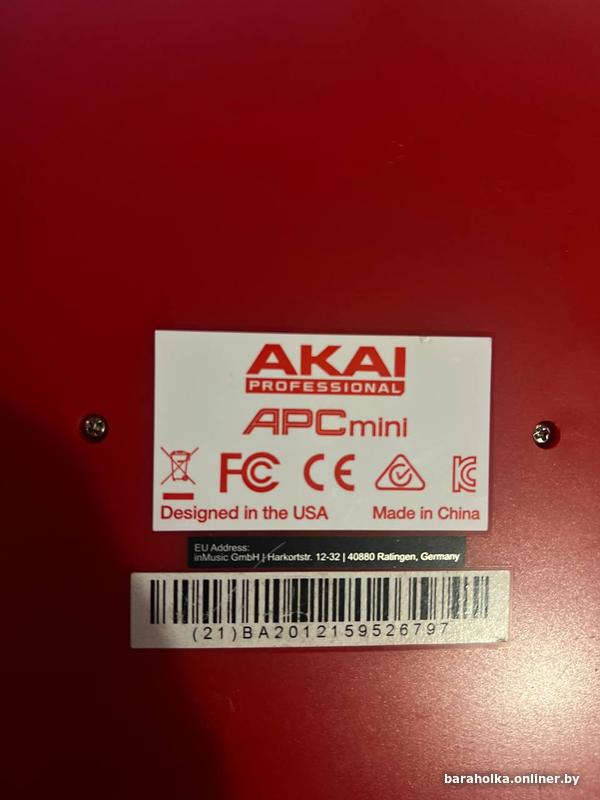 AKAI
PROFESSIONAL
APCmini
FC CE
Designed in the USA Made in China
EU Address:
inMusic GmbH | Harkortstr. 12-32 | 40880 Ratingen, Germany
(21)BA2012159526797
baraholka.onliner.by